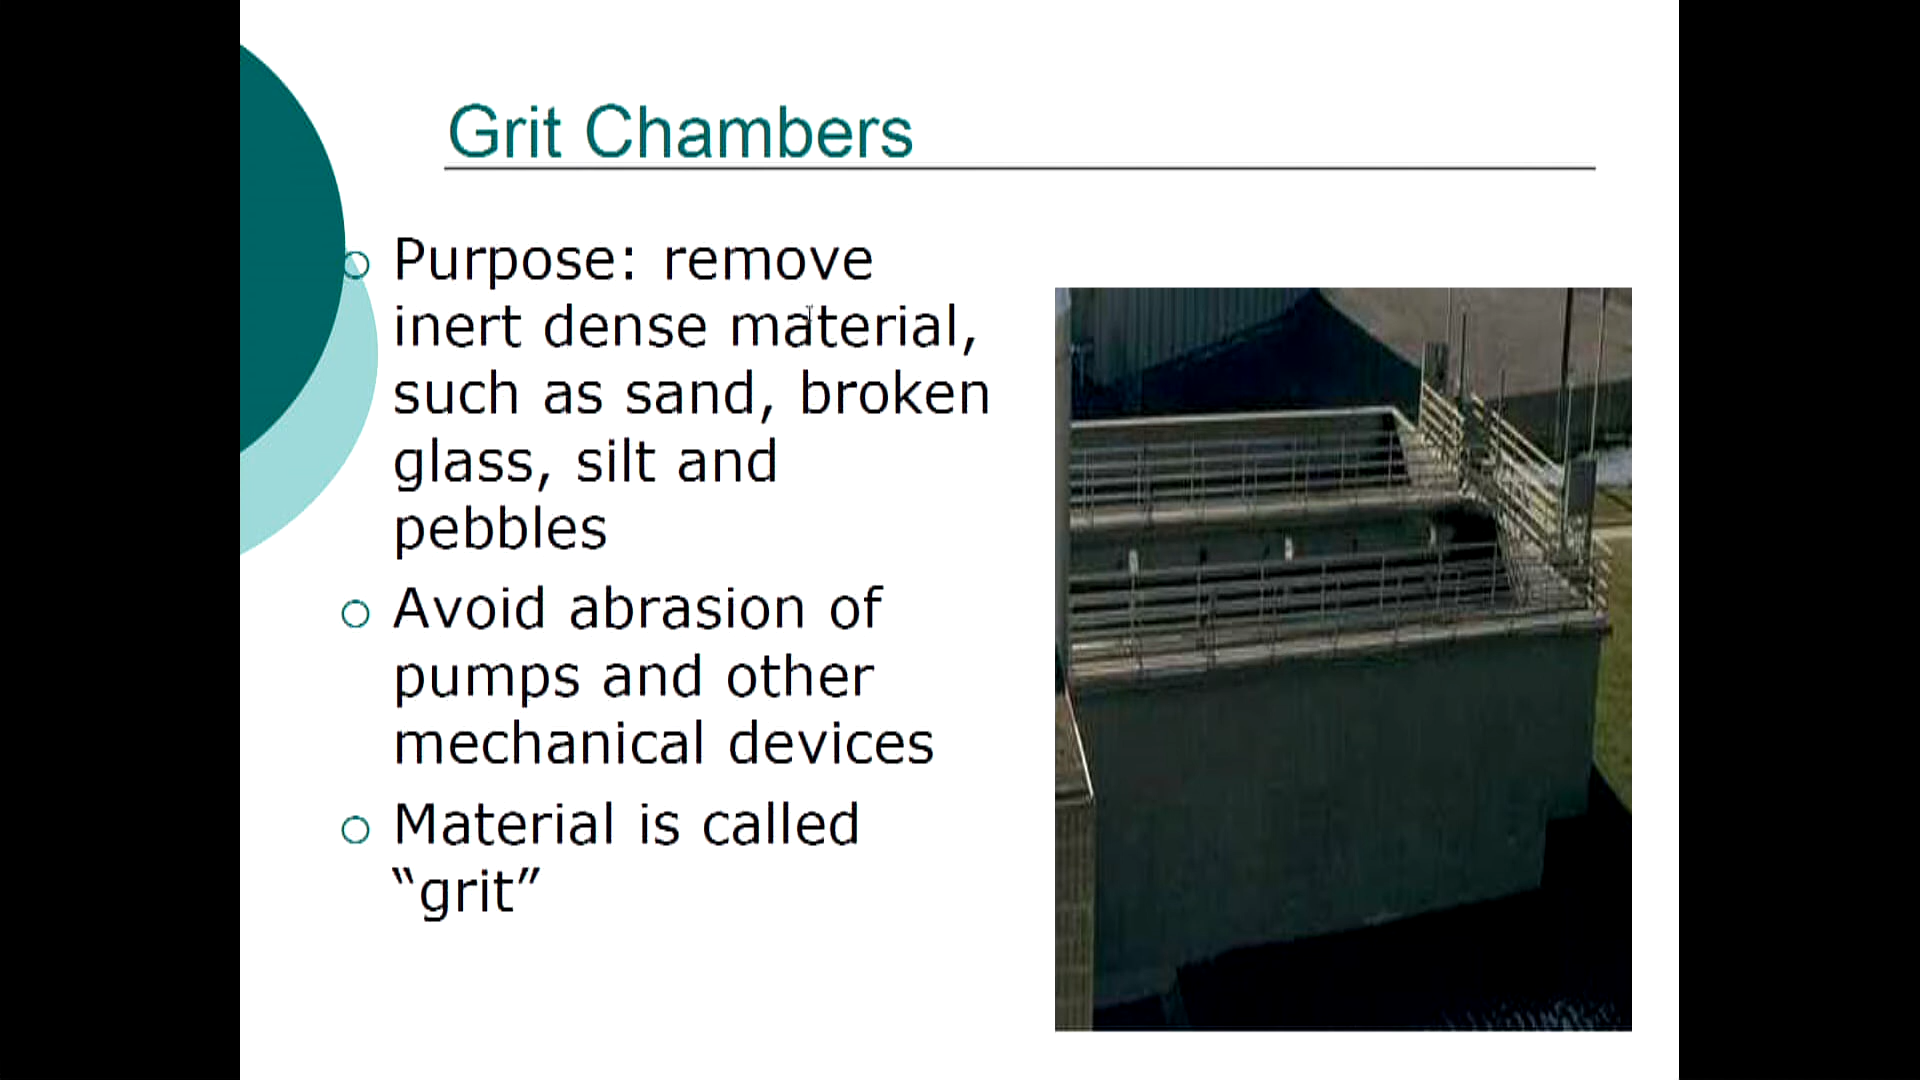 Grit Chambers
Purpose: remove
inert dense material,
such as sand, broken
glass, silt and
pebbles
Avoid abrasion of
pumps and other
mechanical devices
Material is called
“grit”